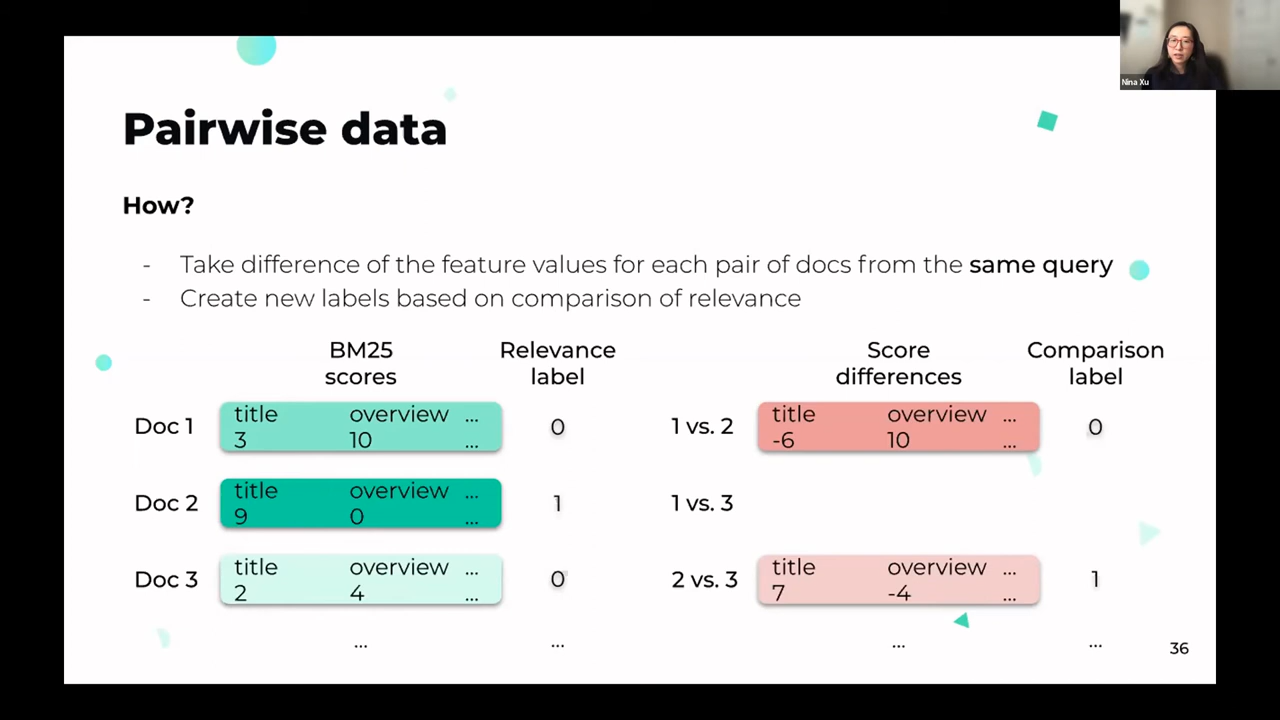 Nina Xu
Pairwise data
How?
- Take difference of the feature values for each pair of docs from the same query
- Create new labels based on comparison of relevance
BM25 scores Relevance label Score differences Comparison label
Doc 1 title overview ... 0 1 vs. 2 title overview ... 0
3 10 ... -6 10 ...
Doc 2 title overview ... 1 1 vs. 3
9 0 ...
Doc 3 title overview ... 0 2 vs. 3 title overview ... 1
2 4 ... 7 -4 ...
... ... ... ...
36